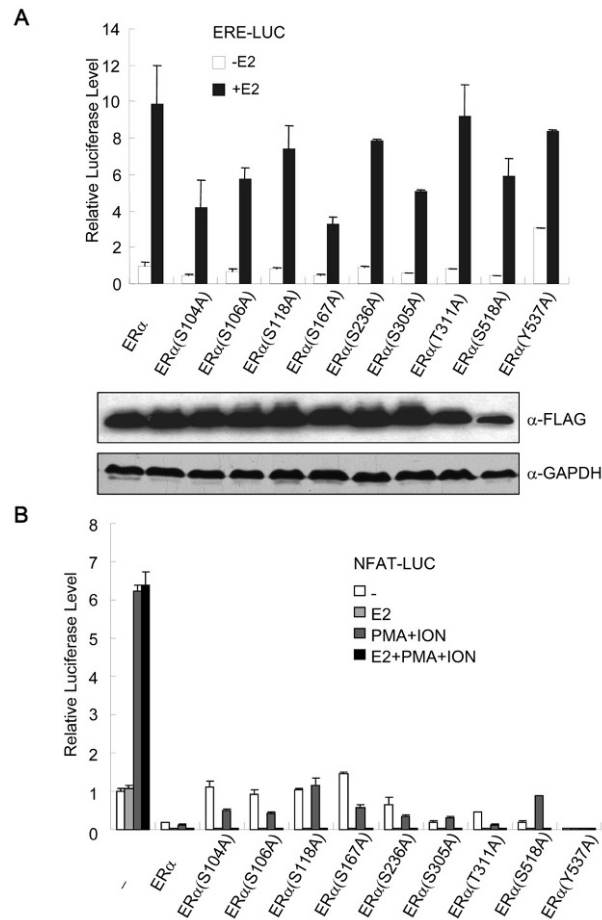 A
ERE-LUC
-E2
+E2
Relative Luciferase Level
14
12
10
8
6
4
2
0
ERα
ERα(S104A)
ERα(S106A)
ERα(S118A)
ERα(S167A)
ERα(S236A)
ERα(S305A)
ERα(T311A)
ERα(S518A)
ERα(Y537A)
α-FLAG
α-GAPDH
B
NFAT-LUC
-
E2
PMA+ION
E2+PMA+ION
Relative Luciferase Level
8
7
6
5
4
3
2
1
0
-
ERα
ERα(S104A)
ERα(S106A)
ERα(S118A)
ERα(S167A)
ERα(S236A)
ERα(S305A)
ERα(T311A)
ERα(S518A)
ERα(Y537A)